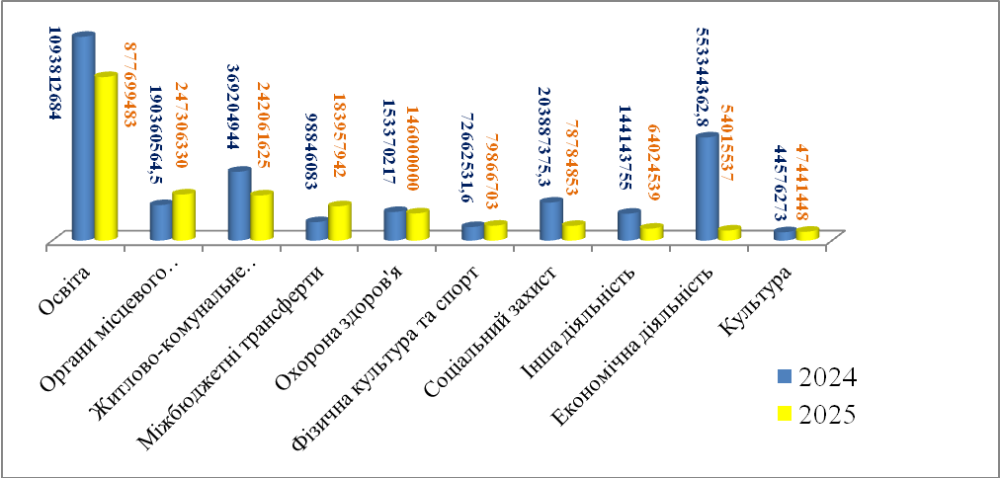 1093812684
877699483
190360564,5
247306330
369204944
242061625
98846083
183957942
153370217
146000000
72662531,6
79866703
203887375,3
78784853
144143755
64024539
553344362,8
54015537
44576273
47441448
Освіта
Органи місцевого..
Житлово-комунальне..
Міжбюджетні трансферти
Охорона здоров'я
Фізична культура та спорт
Соціальний захист
Інша діяльність
Економічна діяльність
Культура
2024
2025